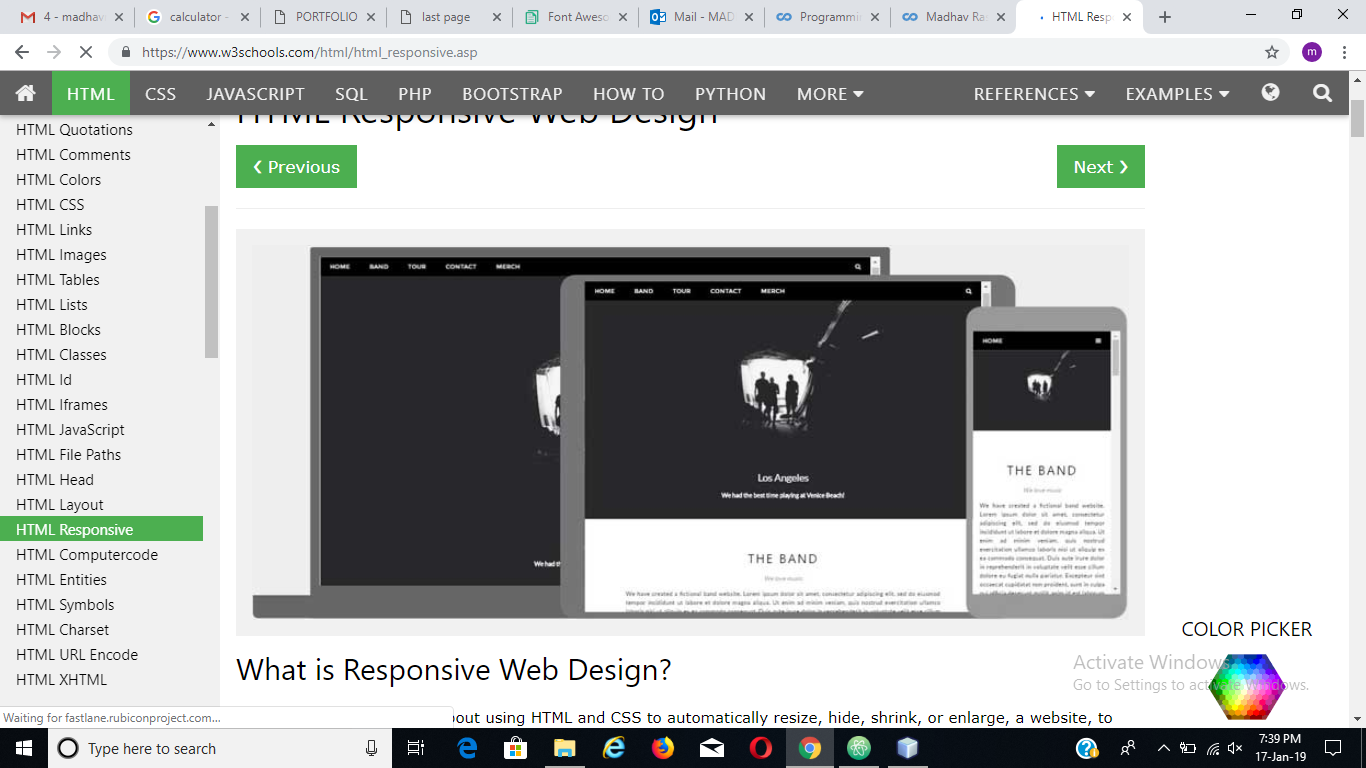 4 - madhav
calculator -
PORTFOLIO
last page
Font Aweso
Mail - MAD
Programmi
Madhav Ra
HTML Resp
https://www.w3schools.com/html/html_responsive.asp
m
HTML
CSS
JAVASCRIPT
SQL
PHP
BOOTSTRAP
HOW TO
PYTHON
MORE
REFERENCES
EXAMPLES
HTML Quotations
HTML Comments
HTML Colors
HTML CSS
HTML Links
HTML Images
HTML Tables
HTML Lists
HTML Blocks
HTML Classes
HTML Id
HTML Iframes
HTML JavaScript
HTML File Paths
HTML Head
HTML Layout
HTML Responsive
HTML Computercode
HTML Entities
HTML Symbols
HTML Charset
HTML URL Encode
HTML XHTML
HTML Responsive Web Design
❮ Previous
Next ❯
HOME BAND TOUR CONTACT MERCH
We had th
HOME BAND TOUR CONTACT MERCH
Los Angeles
We had the best time playing at Venice Beach!
THE BAND
We love music
We have created a fictional band website. Lorem ipsum dolor sit amet, consectetur adipiscing elit, sed do eiusmod
tempor incididunt ut labore et dolore magna aliqua. Ut enim ad minim veniam, quis nostrud exercitation
HOME
THE BAND
We love music
We have created a fictional band website.
Lorem ipsum dolor sit amet, consectetur
adipiscing elit, sed do eiusmod tempor
incididunt ut labore et dolore magna aliqua. Ut
enim ad minim veniam, quis nostrud
exercitation ullamco laboris nisi ut aliquip ex
ea commodo consequat. Duis aute irure dolor
in reprehenderit in voluptate velit esse cillum
dolore eu fugiat nulla pariatur. Excepteur sint
occaecat cupidatat non proident, sunt in culpa
What is Responsive Web Design?
bout using HTML and CSS to automatically resize, hide, shrink, or enlarge, a website, to
COLOR PICKER
Activate Windows
Go to Settings to activate Windows.
Waiting for fastlane.rubiconproject.com...
Type here to search
7:39 PM
17-Jan-19